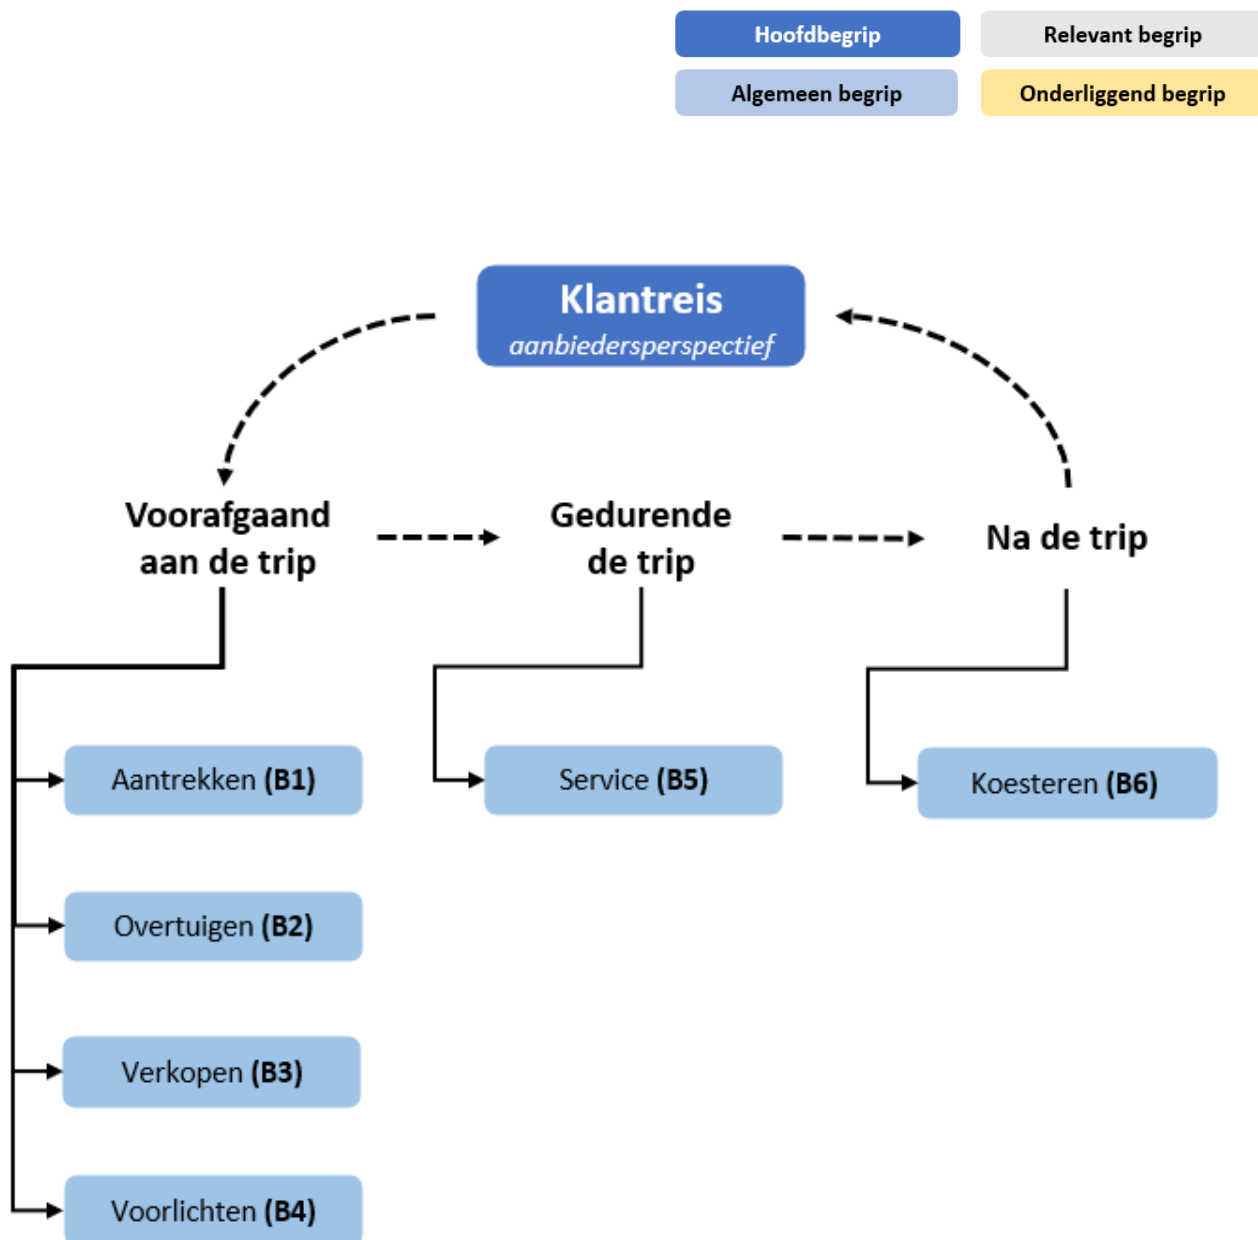 Hoofdbegrip
Relevant begrip
Algemeen begrip
Onderliggend begrip
Klantreis
aanbiedersperspectief
Voorafgaand
aan de trip
Gedurende
de trip
Na de trip
Aantrekken (B1)
Service (B5)
Koesteren (B6)
Overtuigen (B2)
Verkopen (B3)
Voorlichten (B4)